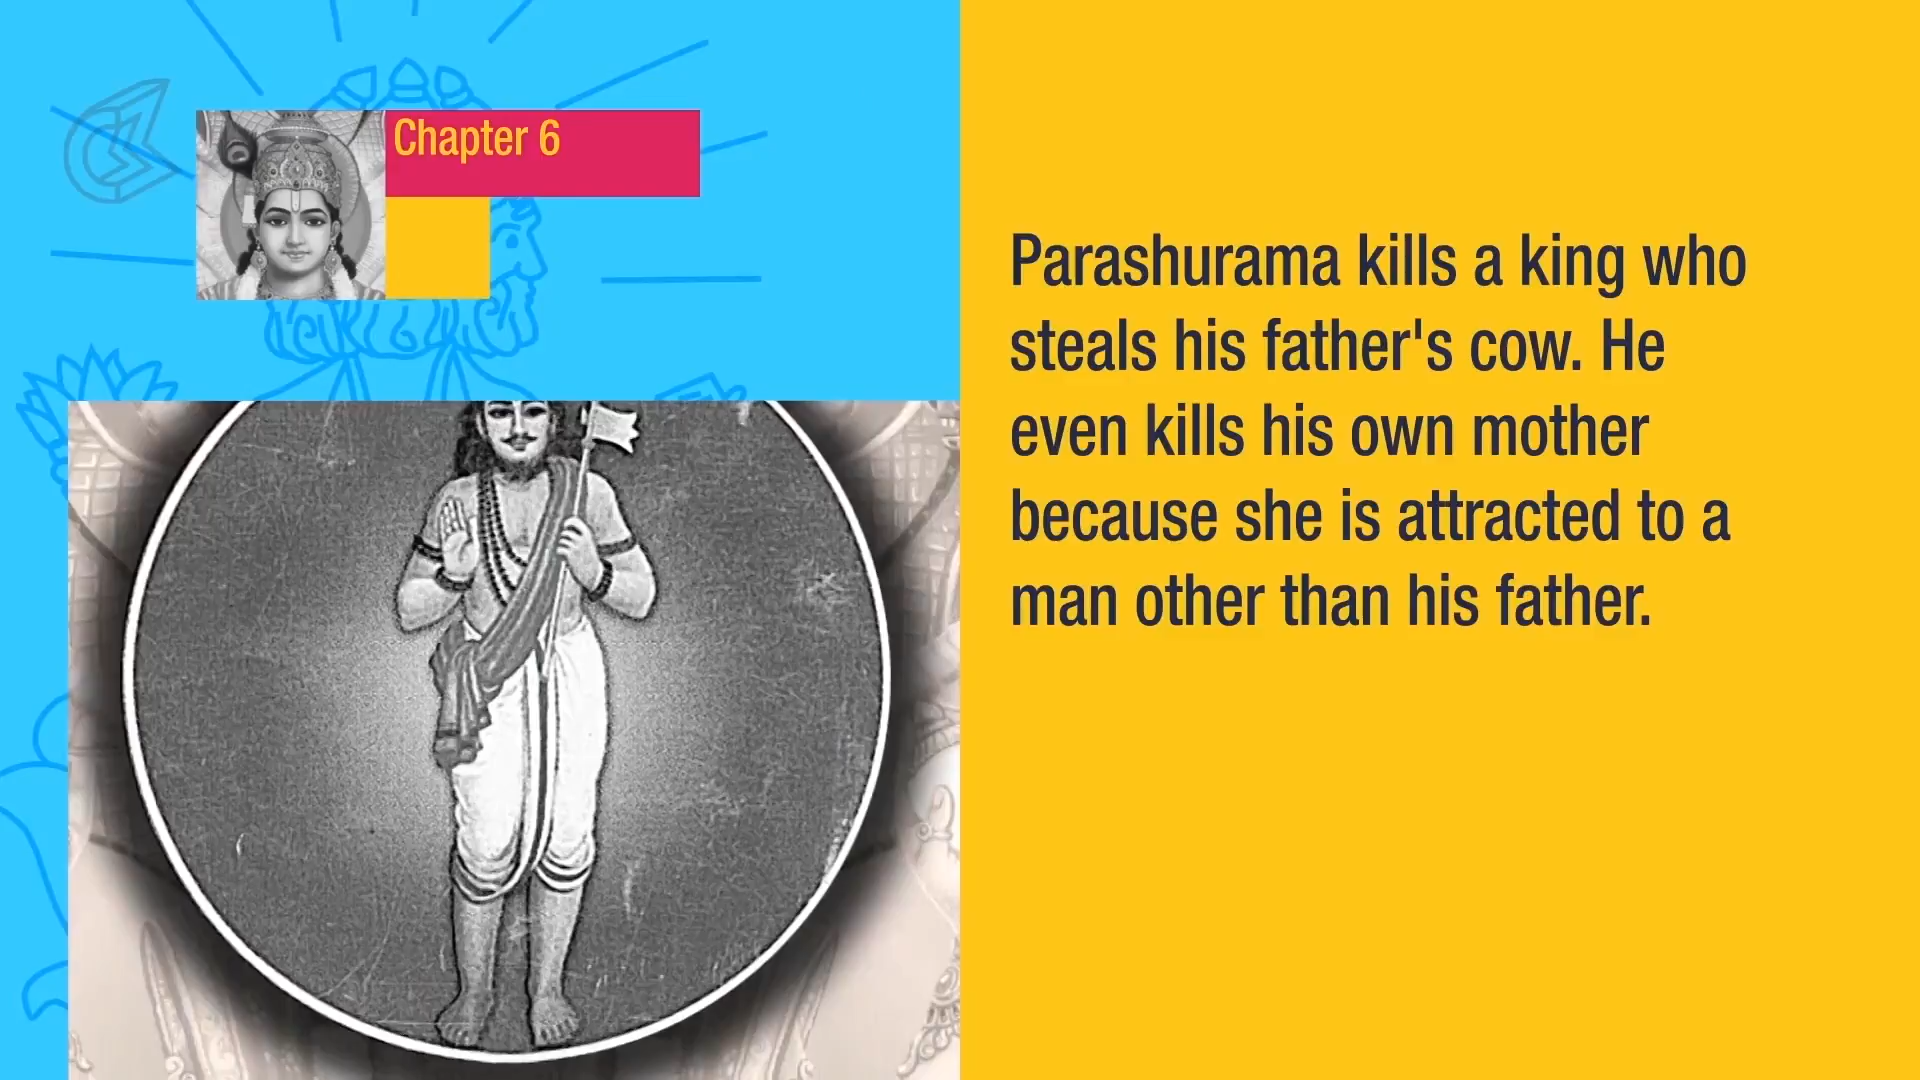 Chapter 6
Parashurama kills a king who
steals his father's cow. He
even kills his own mother
because she is attracted to a
man other than his father.